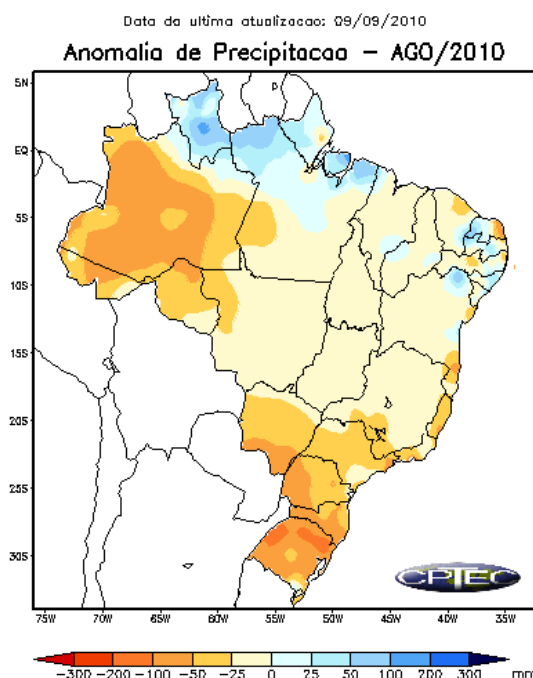 Data da ultima atualizacao: 09/09/2010
Anomalia de Precipitacao – AGO/2010
5N
EQ
5S
10S
15S
20S
25S
30S
75W 70W 65W 60W 55W 50W 45W 40W 35W
CPTEC
-300 -200 -100 -50 -25 0 25 50 100 200 300 mm